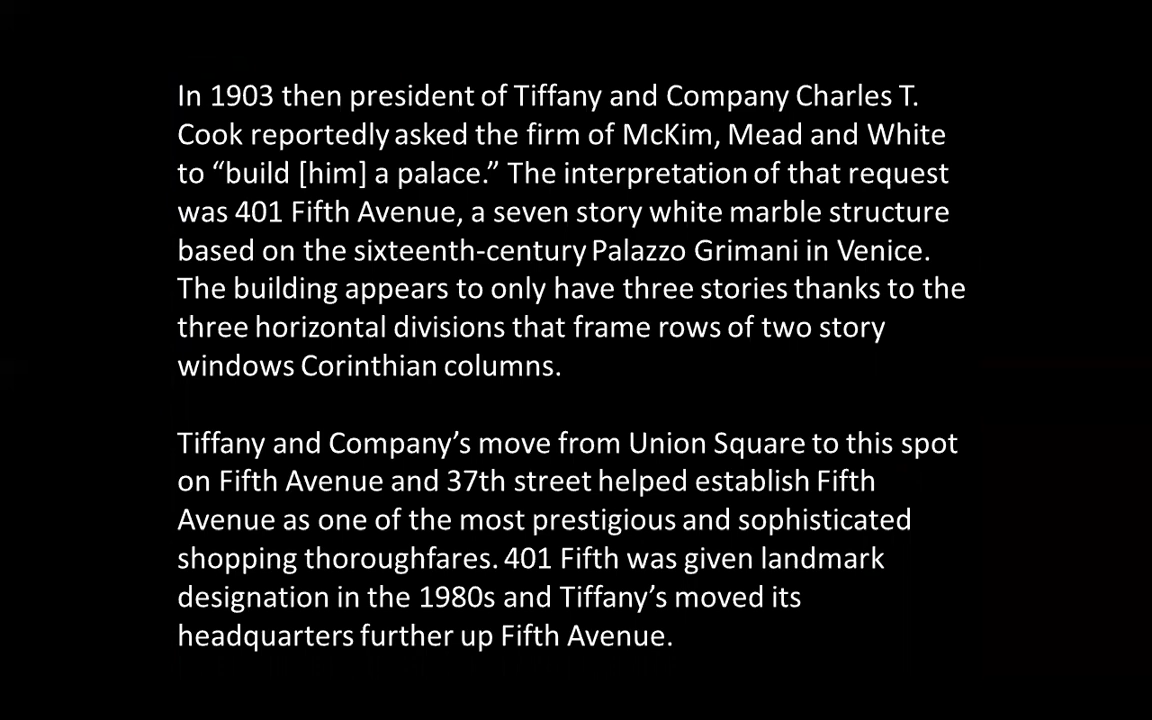 In 1903 then president of Tiffany and Company Charles T.
Cook reportedly asked the firm of McKim, Mead and White
to “build [him] a palace.” The interpretation of that request
was 401 Fifth Avenue, a seven story white marble structure
based on the sixteenth-century Palazzo Grimani in Venice.
The building appears to only have three stories thanks to the
three horizontal divisions that frame rows of two story
windows Corinthian columns.
Tiffany and Company’s move from Union Square to this spot
on Fifth Avenue and 37th street helped establish Fifth
Avenue as one of the most prestigious and sophisticated
shopping thoroughfares. 401 Fifth was given landmark
designation in the 1980s and Tiffany’s moved its
headquarters further up Fifth Avenue.